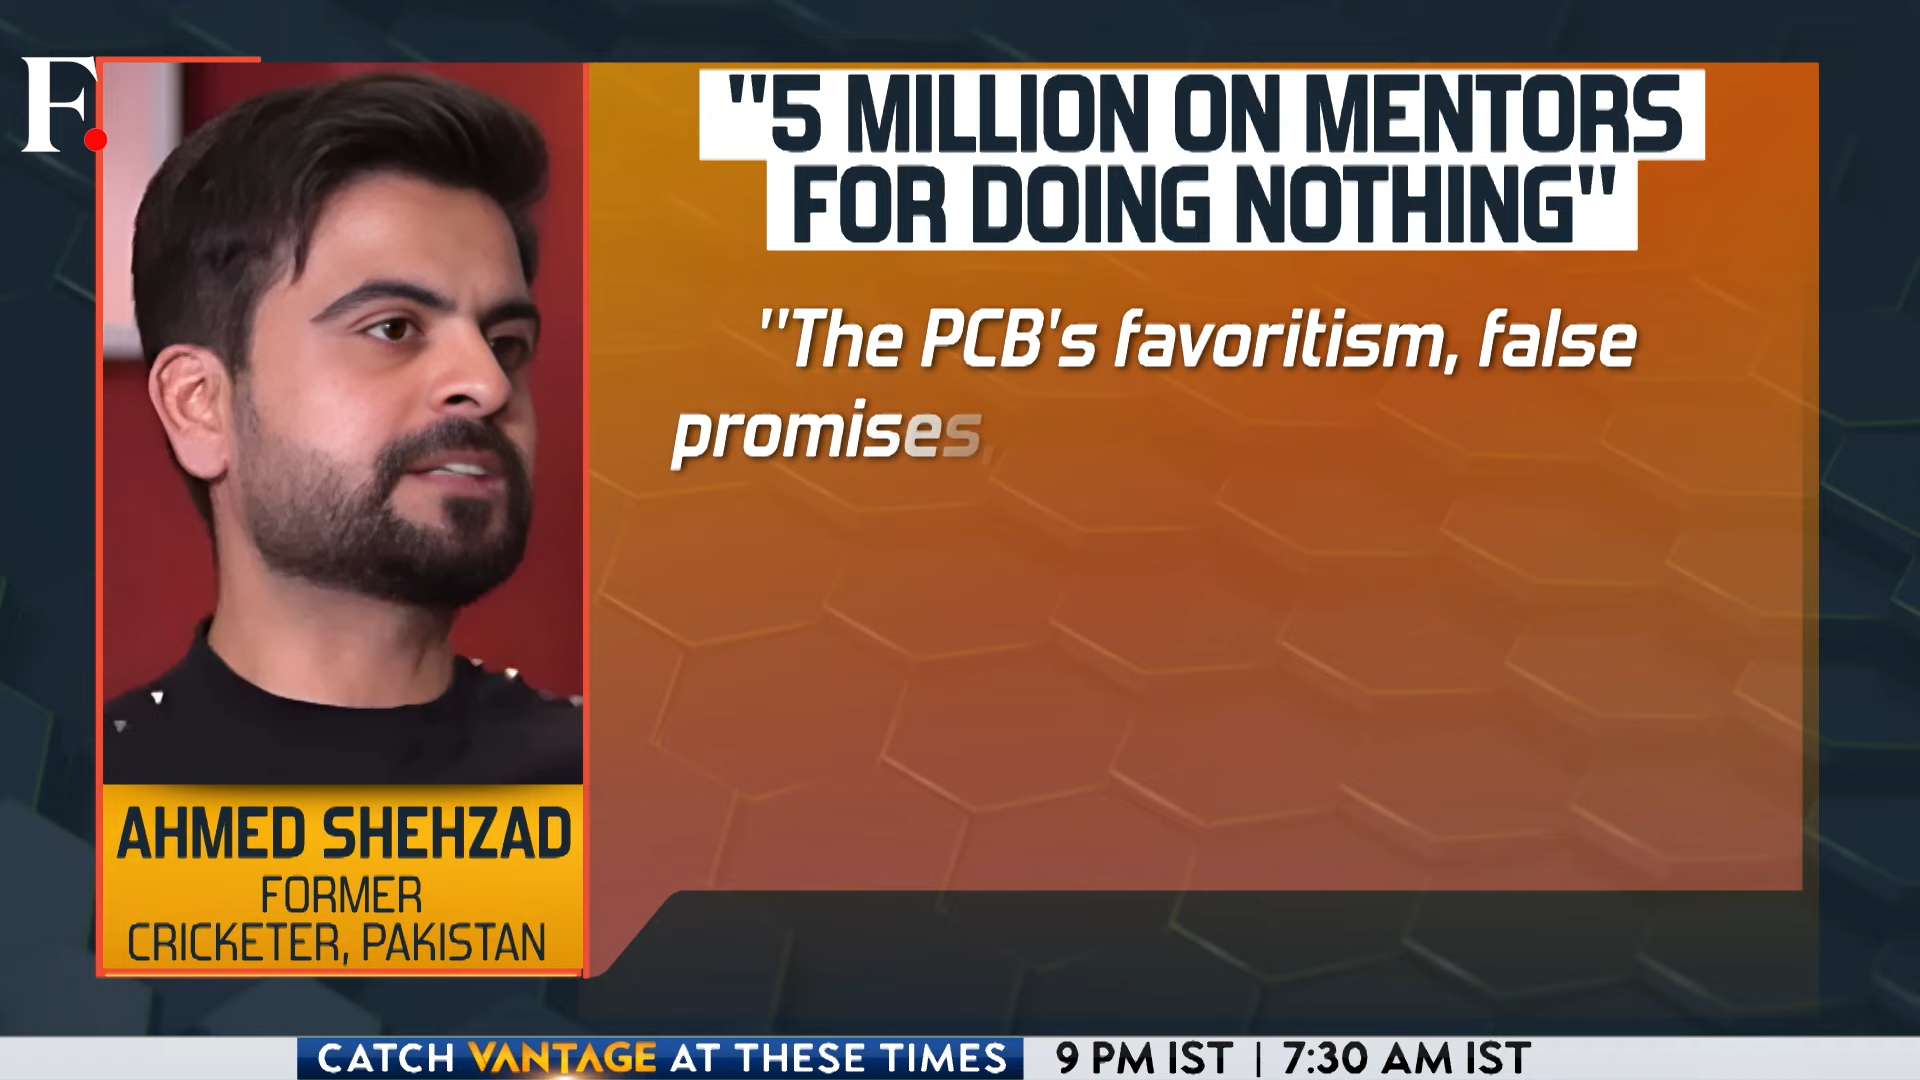 F.
"5 MILLION ON MENTORS
FOR DOING NOTHING"
"The PCB's favoritism, false
promises,
AHMED SHEHZAD
FORMER
CRICKETER, PAKISTAN
CATCH VANTAGE AT THESE TIMES 9 PM IST | 7:30 AM IST